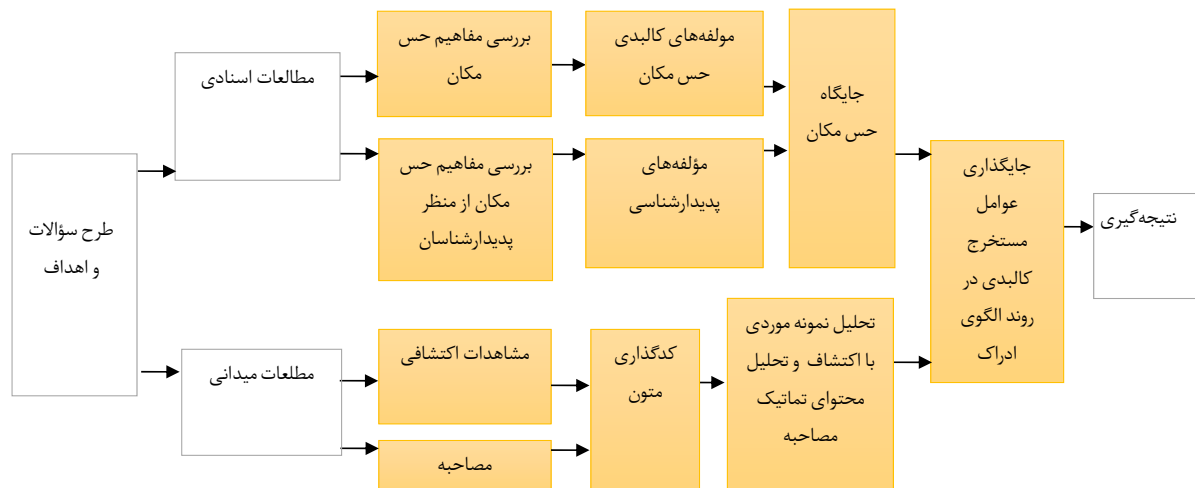 طرح سؤالات
و اهداف
مطالعات اسنادی
بررسی مفاهیم حس
مکان
مولفه‌های کالبدی
حس مکان
بررسی مفاهیم حس
مکان از منظر
پدیدارشناسان
مؤلفه‌های
پدیدارشناسی
جایگاه
حس مکان
مطلعات میدانی
مشاهدات اکتشافی
مصاحبه
کدگذاری
متون
تحلیل نمونه موردی
با اکتشاف و تحلیل
محتوای تماتیک
مصاحبه
جایگذاری
عوامل
مستخرج
کالبدی در
روند الگوی
ادراک
نتیجه‌گیری